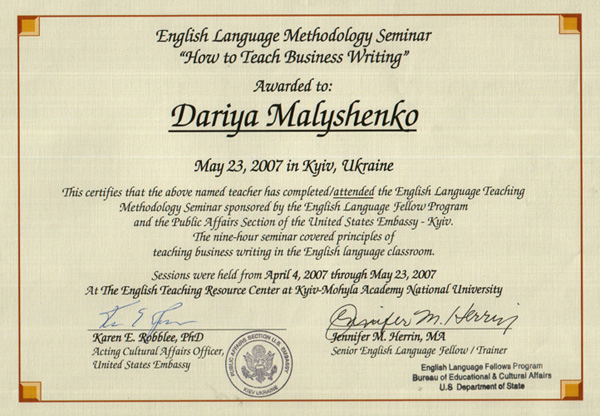 English Language Methodology Seminar
"How to Teach Business Writing"
Awarded to:
Dariya Malyshenko
May 23, 2007 in Kyiv, Ukraine
This certifies that the above named teacher has completed/attended the English Language Teaching
Methodology Seminar sponsored by the English Language Fellow Program
and the Public Affairs Section of the United States Embassy - Kyiv.
The nine-hour seminar covered principles of
teaching business writing in the English language classroom.
Sessions were held from April 4, 2007 through May 23, 2007
At The English Teaching Resource Center at Kyiv-Mohyla Academy National University
Jennifer M. Herrin
Karen E. Robblee, PhD
Acting Cultural Affairs Officer,
United States Embassy
PUBLIC AFFAIRS SECTION U.S. EMBASSY
KYIV UKRAINE
Jennifer M. Herrin, MA
Senior English Language Fellow / Trainer
English Language Fellows Program
Bureau of Educational & Cultural Affairs
U.S Department of State